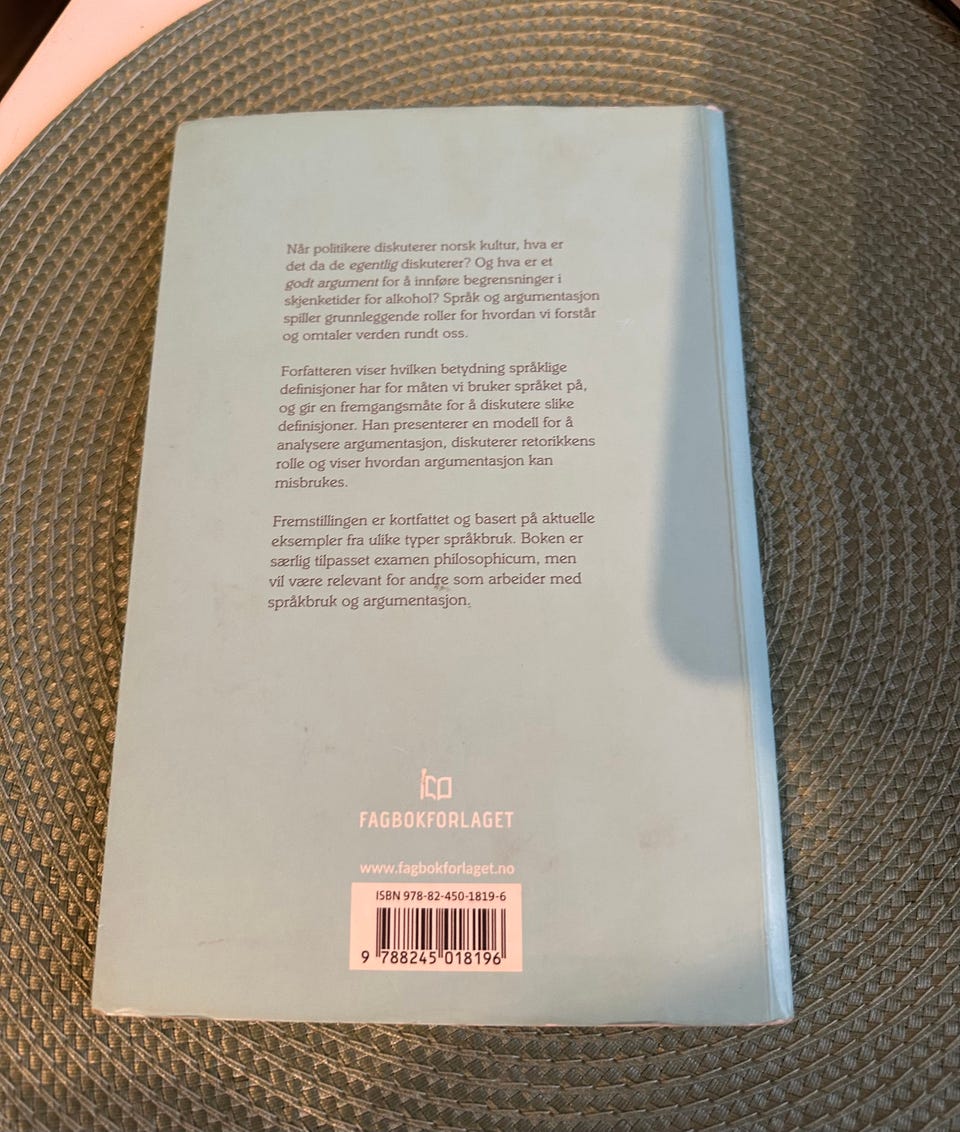 Når politikere diskuterer norsk kultur, hva er
det da de egentlig diskuterer? Og hva er et
godt argument for å innføre begrensninger i
skjenketider for alkohol? Språk og argumentasjon
spiller grunnleggende roller for hvordan vi forstår
og omtaler verden rundt oss.
Forfatteren viser hvilken betydning språklige
definisjoner har for måten vi bruker språket på,
og gir en fremgangsmåte for å diskutere slike
definisjoner. Han presenterer en modell for å
analysere argumentasjon, diskuterer retorikkens
rolle og viser hvordan argumentasjon kan
misbrukes.
Fremstillingen er kortfattet og basert på aktuelle
eksempler fra ulike typer språkbruk. Boken er
særlig tilpasset examen philosophicum, men
vil være relevant for andre som arbeider med
språkbruk og argumentasjon.
FAGBOKFORLAGET
www.fagbokforlaget.no
ISBN 978-82-450-1819-6
9 788245 018196